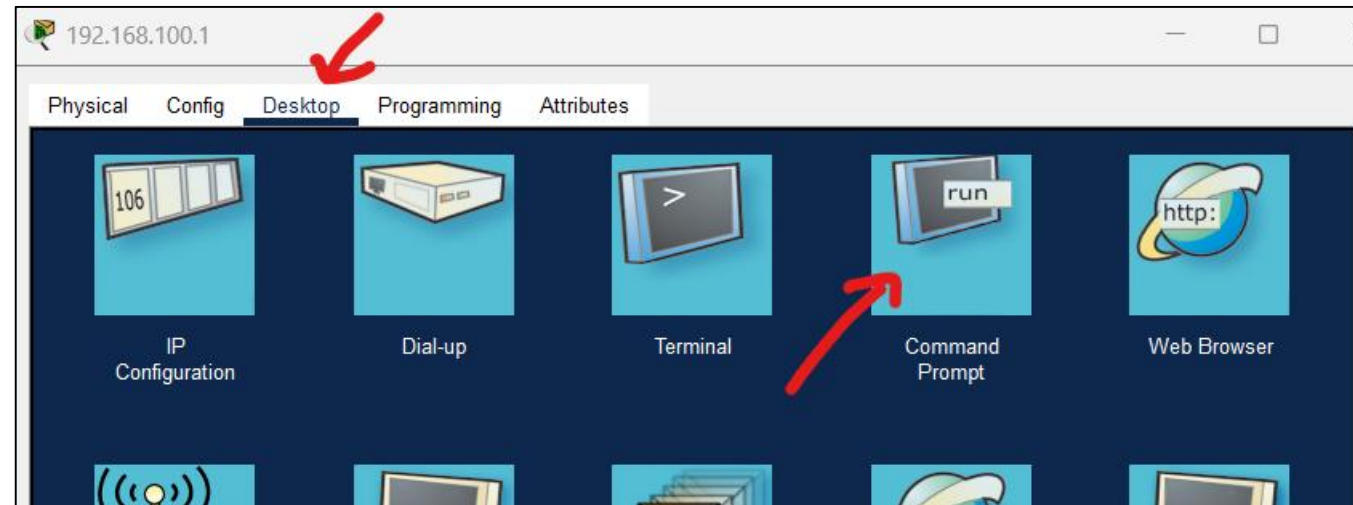 192.168.100.1
Physical Config Desktop Programming Attributes
106
>
run
http:
IP
Configuration
Dial-up
Terminal
Command
Prompt
Web Browser